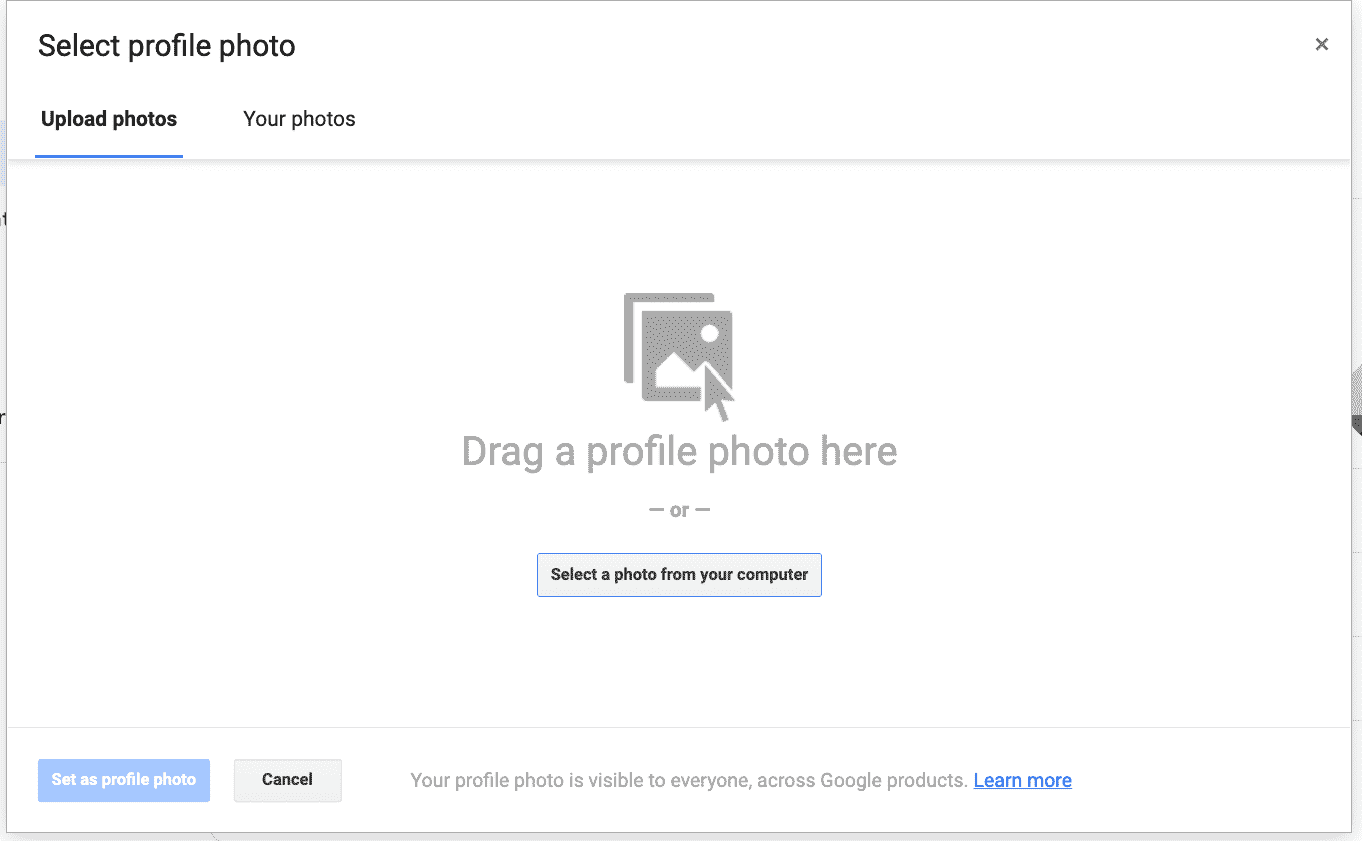 Select profile photo
×
Upload photos
Your photos
Drag a profile photo here
— or —
Select a photo from your computer
Set as profile photo
Cancel
Your profile photo is visible to everyone, across Google products. Learn more